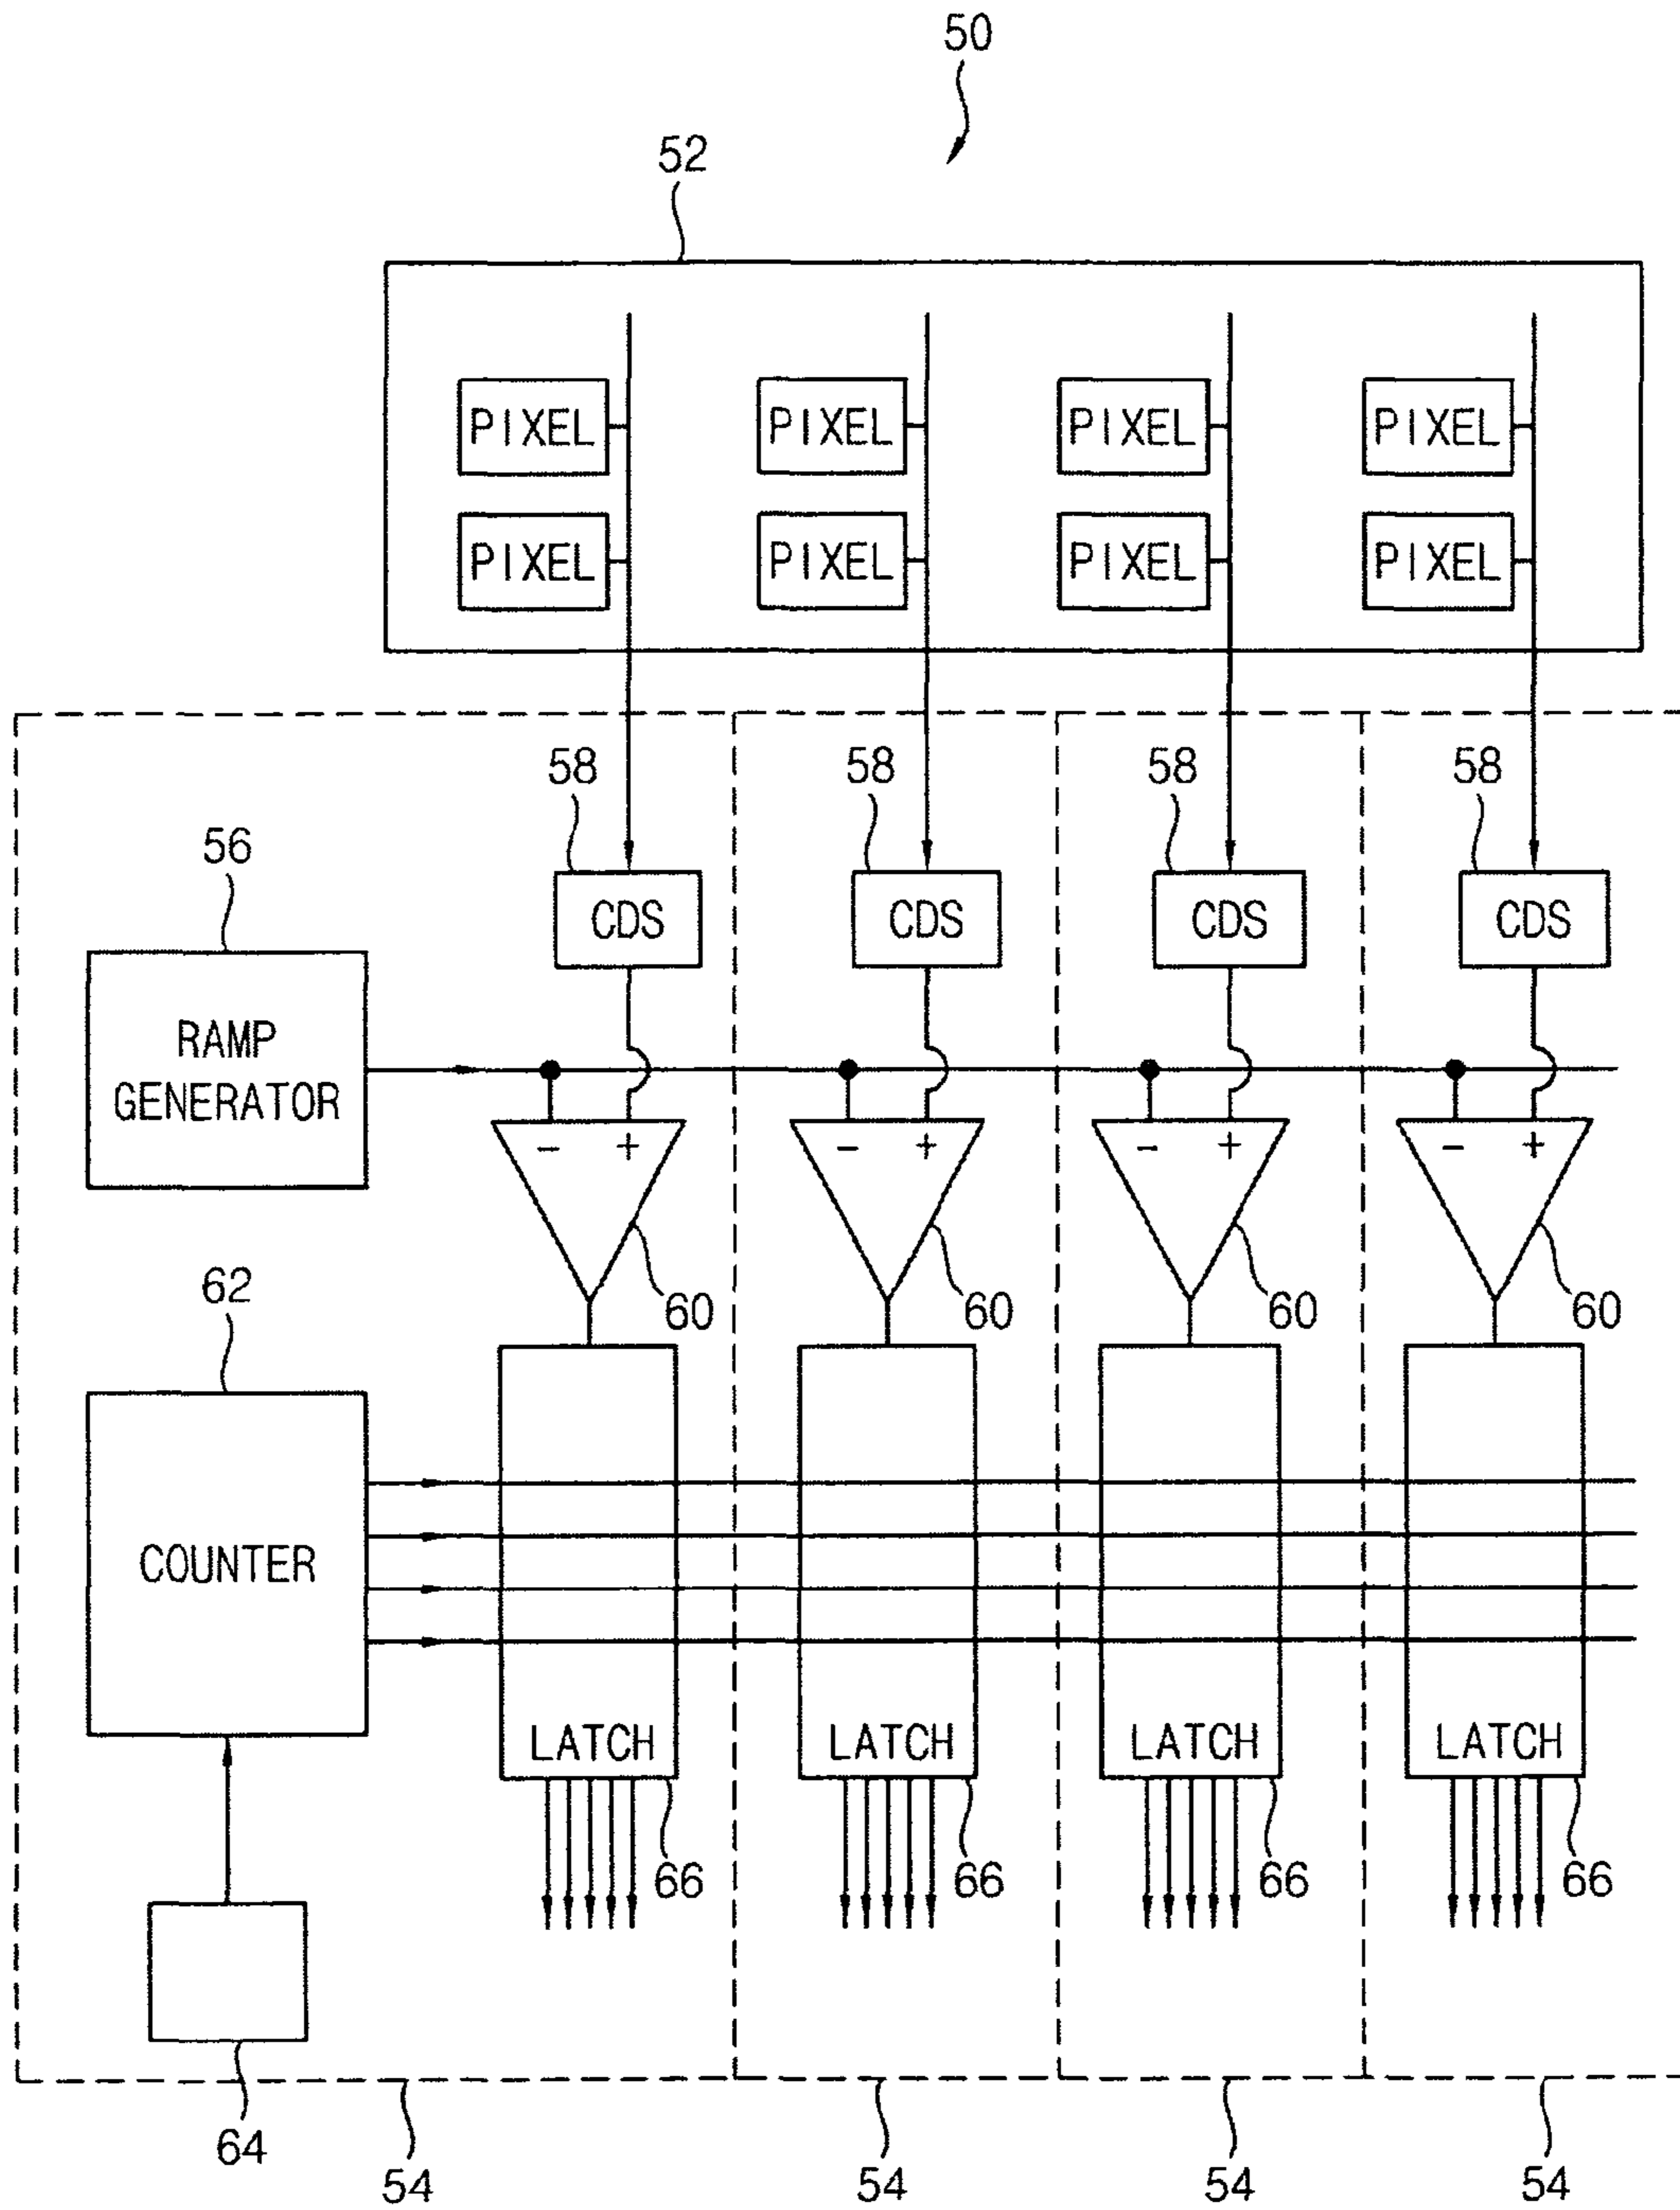 50
52
PIXEL PIXEL PIXEL PIXEL
PIXEL PIXEL PIXEL PIXEL
58 58 58 58
56
CDS CDS CDS CDS
RAMP
GENERATOR
- + - + - + - +
62
60 60 60 60
COUNTER
LATCH LATCH LATCH LATCH
66 66 66 66
64
54 54 54 54